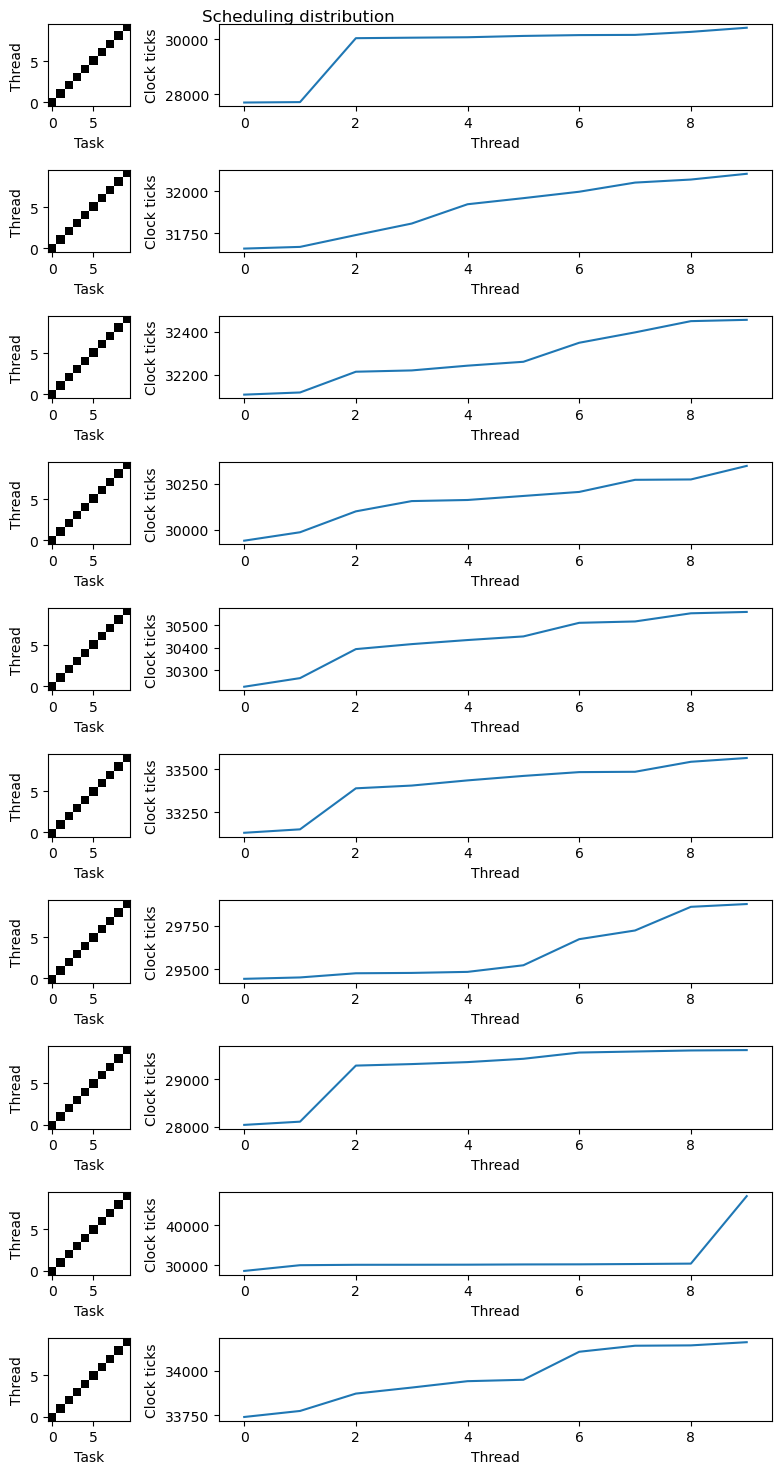 Scheduling distribution
Thread
5
0
0 5
Task
Clock ticks
30000
28000
0 2 4 6 8
Thread
Thread
5
0
0 5
Task
Clock ticks
32000
31750
0 2 4 6 8
Thread
Thread
5
0
0 5
Task
Clock ticks
32400
32200
0 2 4 6 8
Thread
Thread
5
0
0 5
Task
Clock ticks
30250
30000
0 2 4 6 8
Thread
Thread
5
0
0 5
Task
Clock ticks
30500
30400
30300
0 2 4 6 8
Thread
Thread
5
0
0 5
Task
Clock ticks
33500
33250
0 2 4 6 8
Thread
Thread
5
0
0 5
Task
Clock ticks
29750
29500
0 2 4 6 8
Thread
Thread
5
0
0 5
Task
Clock ticks
29000
28000
0 2 4 6 8
Thread
Thread
5
0
0 5
Task
Clock ticks
40000
30000
0 2 4 6 8
Thread
Thread
5
0
0 5
Task
Clock ticks
34000
33750
0 2 4 6 8
Thread